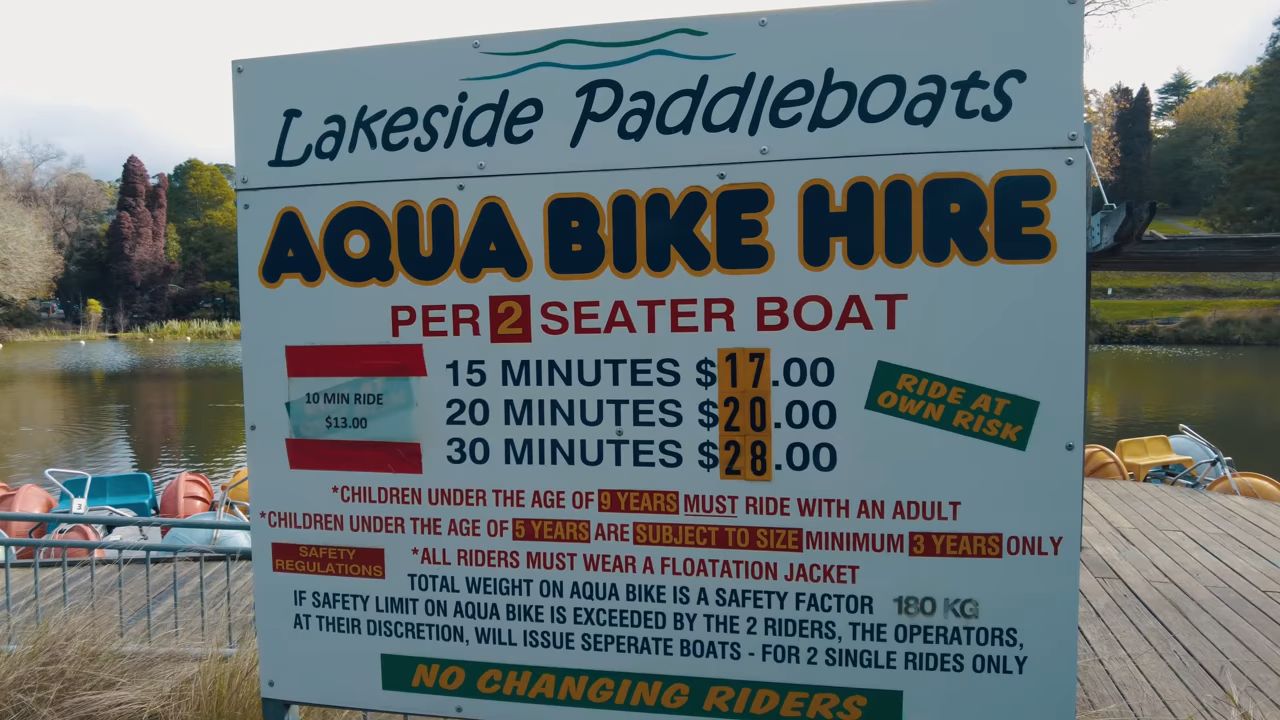 Lakeside Paddleboats
AQUA BIKE HIRE
PER 2 SEATER BOAT
10 MIN RIDE
$13.00
15 MINUTES $17.00
20 MINUTES $20.00
30 MINUTES $28.00
RIDE AT
OWN RISK
*CHILDREN UNDER THE AGE OF 9 YEARS MUST RIDE WITH AN ADULT
*CHILDREN UNDER THE AGE OF 5 YEARS ARE SUBJECT TO SIZE MINIMUM 3 YEARS ONLY
SAFETY
REGULATIONS
*ALL RIDERS MUST WEAR A FLOATATION JACKET
TOTAL WEIGHT ON AQUA BIKE IS A SAFETY FACTOR 180 KG
IF SAFETY LIMIT ON AQUA BIKE IS EXCEEDED BY THE 2 RIDERS, THE OPERATORS,
AT THEIR DISCRETION, WILL ISSUE SEPERATE BOATS - FOR 2 SINGLE RIDES ONLY
NO CHANGING RIDERS
3